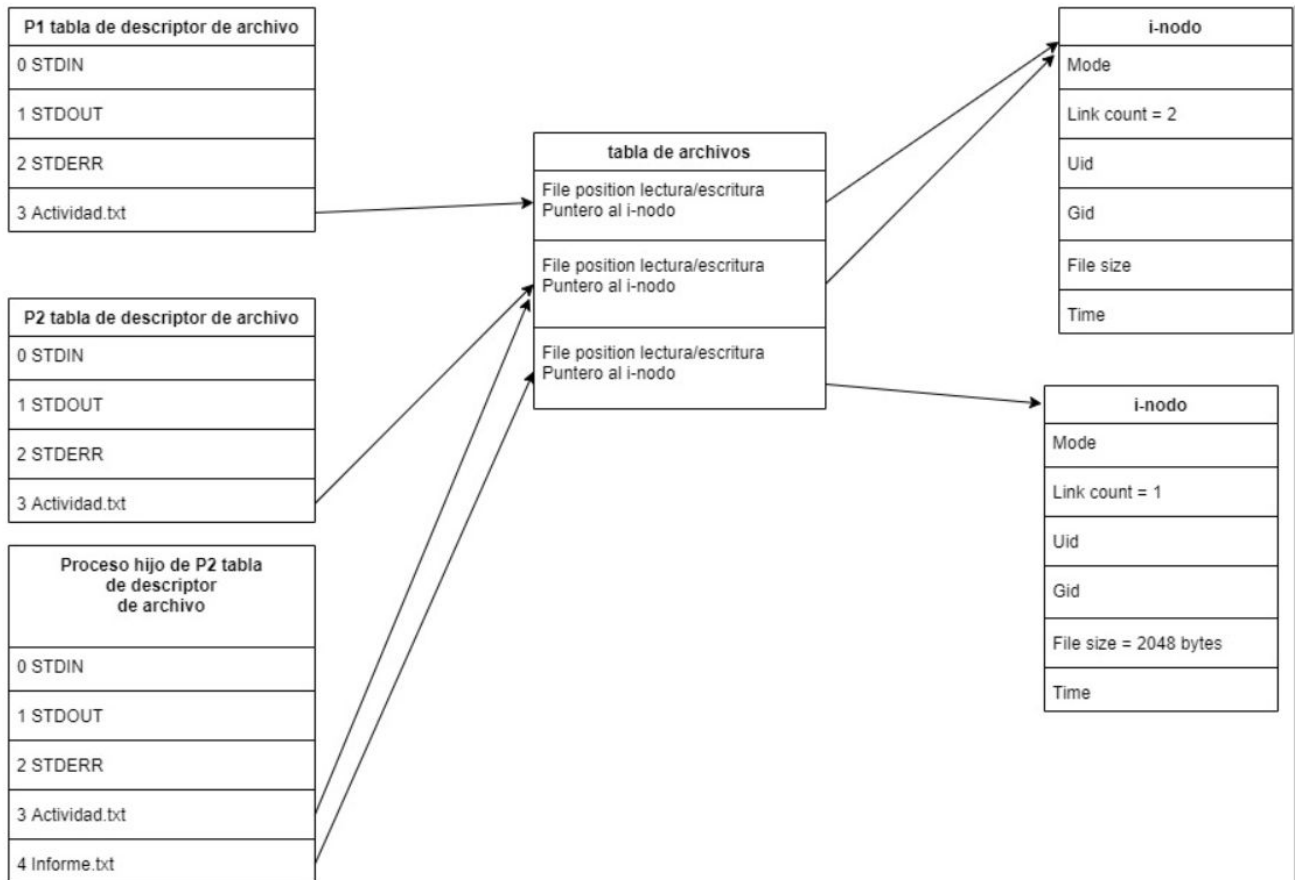 P1 tabla de descriptor de archivo
0 STDIN
1 STDOUT
2 STDERR
3 Actividad.txt
P2 tabla de descriptor de archivo
0 STDIN
1 STDOUT
2 STDERR
3 Actividad.txt
Proceso hijo de P2 tabla
de descriptor
de archivo
0 STDIN
1 STDOUT
2 STDERR
3 Actividad.txt
4 Informe.txt
tabla de archivos
File position lectura/escritura
Puntero al i-nodo
File position lectura/escritura
Puntero al i-nodo
File position lectura/escritura
Puntero al i-nodo
i-nodo
Mode
Link count = 2
Uid
Gid
File size
Time
i-nodo
Mode
Link count = 1
Uid
Gid
File size = 2048 bytes
Time